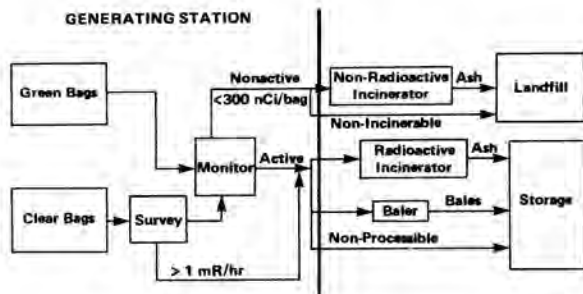 GENERATING STATION
Green Bags
Clear Bags
Survey
Monitor
Nonactive
<300 nCi/bag
Active
> 1 mR/hr
Non-Radioactive
Incinerator
Ash
Landfill
Non-Incinerable
Radioactive
Incinerator
Ash
Baler
Bales
Storage
Non-Processible